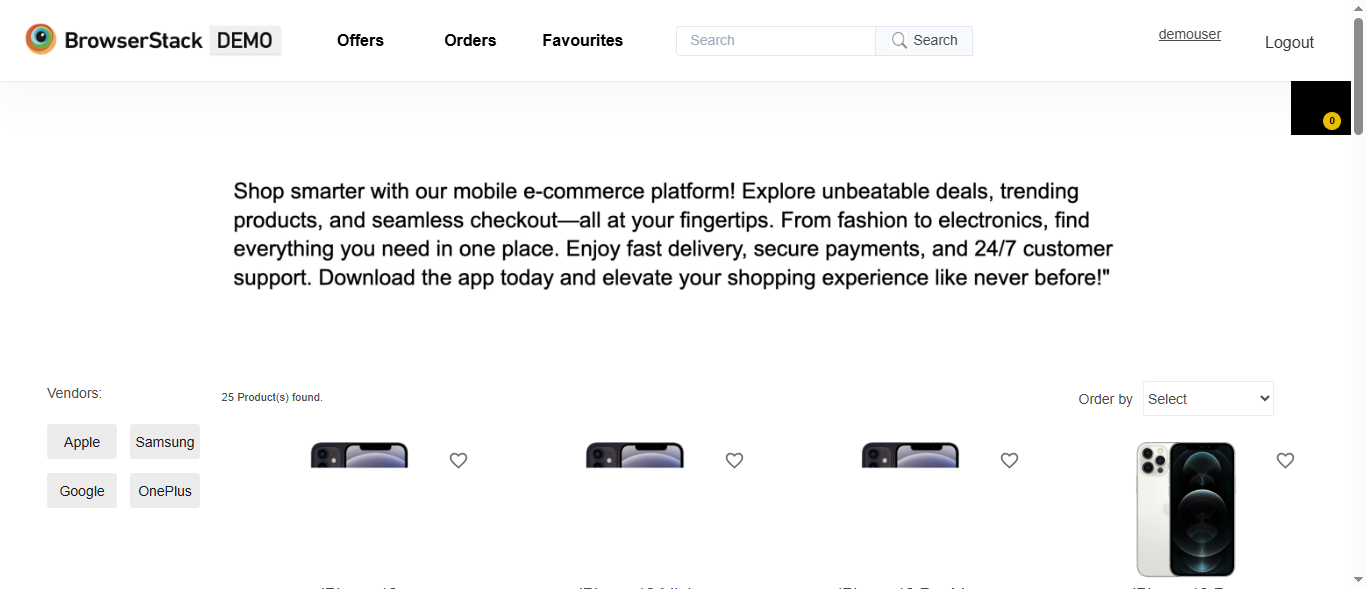 BrowserStack DEMO
Offers
Orders
Favourites
Search
Search
demouser
Logout
0
Shop smarter with our mobile e-commerce platform! Explore unbeatable deals, trending
products, and seamless checkout—all at your fingertips. From fashion to electronics, find
everything you need in one place. Enjoy fast delivery, secure payments, and 24/7 customer
support. Download the app today and elevate your shopping experience like never before!"
Vendors:
25 Product(s) found.
Order by
Select
Apple
Samsung
Google
OnePlus